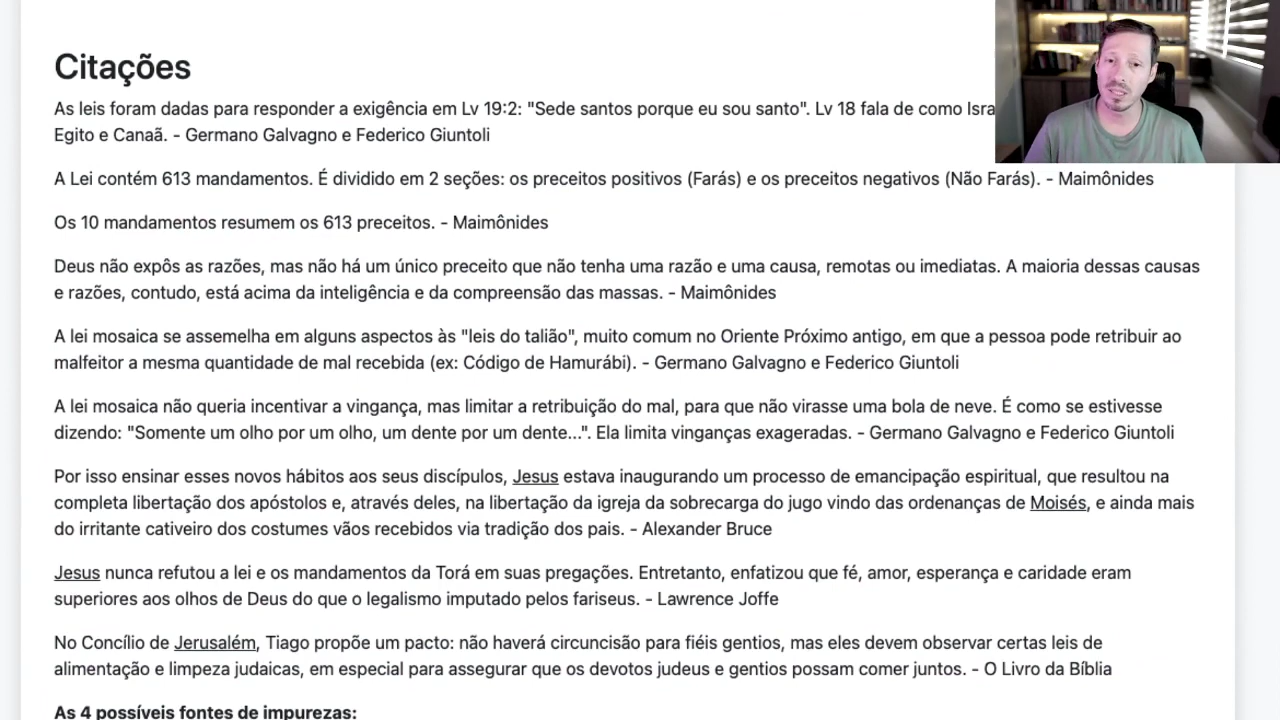 Citações
As leis foram dadas para responder a exigência em Lv 19:2: "Sede santos porque eu sou santo". Lv 18 fala de como
Egito e Canaã. - Germano Galvagno e Federico Giuntoli
A Lei contém 613 mandamentos. É dividido em 2 seções: os preceitos positivos (Farás) e os preceitos negativos (Não Farás). - Maimônides
Os 10 mandamentos resumem os 613 preceitos. - Maimônides
Deus não expôs as razões, mas não há um único preceito que não tenha uma razão e uma causa, remotas ou imediatas. A maioria dessas causas
e razões, contudo, está acima da inteligência e da compreensão das massas. - Maimônides
A lei mosaica se assemelha em alguns aspectos às "leis do talião", muito comum no Oriente Próximo antigo, em que a pessoa pode retribuir ao
malfeitor a mesma quantidade de mal recebida (ex: Código de Hamurábi). - Germano Galvagno e Federico Giuntoli
A lei mosaica não queria incentivar a vingança, mas limitar a retribuição do mal, para que não virasse uma bola de neve. É como se estivesse
dizendo: "Somente um olho por um olho, um dente por um dente...". Ela limita vinganças exageradas. - Germano Galvagno e Federico Giuntoli
Por isso ensinar esses novos hábitos aos seus discípulos, Jesus estava inaugurando um processo de emancipação espiritual, que resultou na
completa libertação dos apóstolos e, através deles, na libertação da igreja da sobrecarga do jugo vindo das ordenanças de Moisés, e ainda mais
do irritante cativeiro dos costumes vãos recebidos via tradição dos pais. - Alexander Bruce
Jesus nunca refutou a lei e os mandamentos da Torá em suas pregações. Entretanto, enfatizou que fé, amor, esperança e caridade eram
superiores aos olhos de Deus do que o legalismo imputado pelos fariseus. - Lawrence Joffe
No Concílio de Jerusalém, Tiago propõe um pacto: não haverá circuncisão para fiéis gentios, mas eles devem observar certas leis de
alimentação e limpeza judaicas, em especial para assegurar que os devotos judeus e gentios possam comer juntos. - O Livro da Bíblia
As 4 possíveis fontes de impurezas: